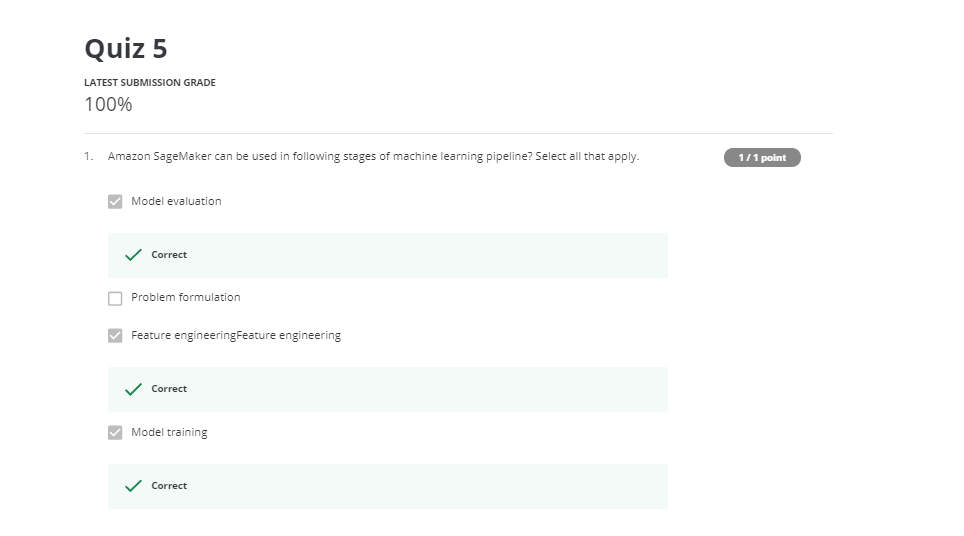 Quiz 5
LATEST SUBMISSION GRADE
100%
1. Amazon SageMaker can be used in following stages of machine learning pipeline? Select all that apply.
1 / 1 point
Model evaluation
Correct
Problem formulation
Feature engineeringFeature engineering
Correct
Model training
Correct